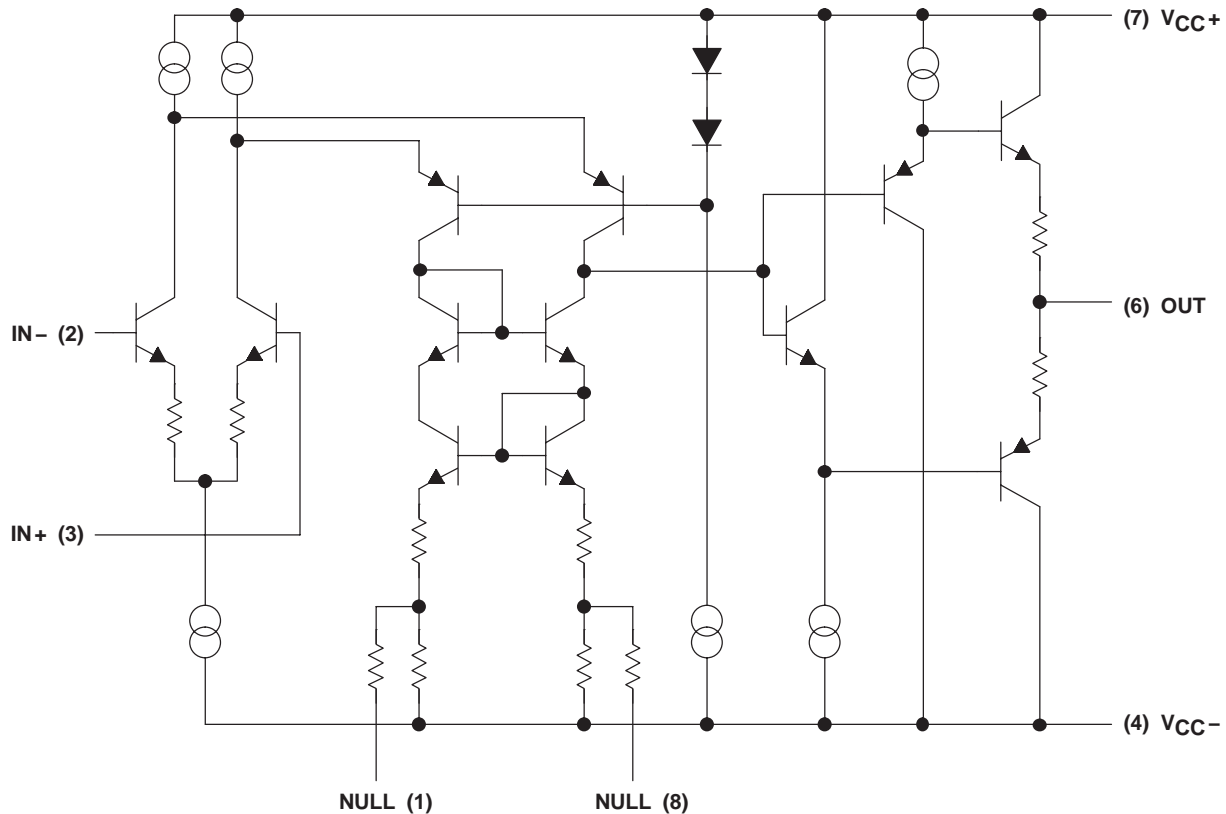 (7) VCC+
IN− (2)
(6) OUT
IN+ (3)
(4) VCC−
NULL (1)
NULL (8)